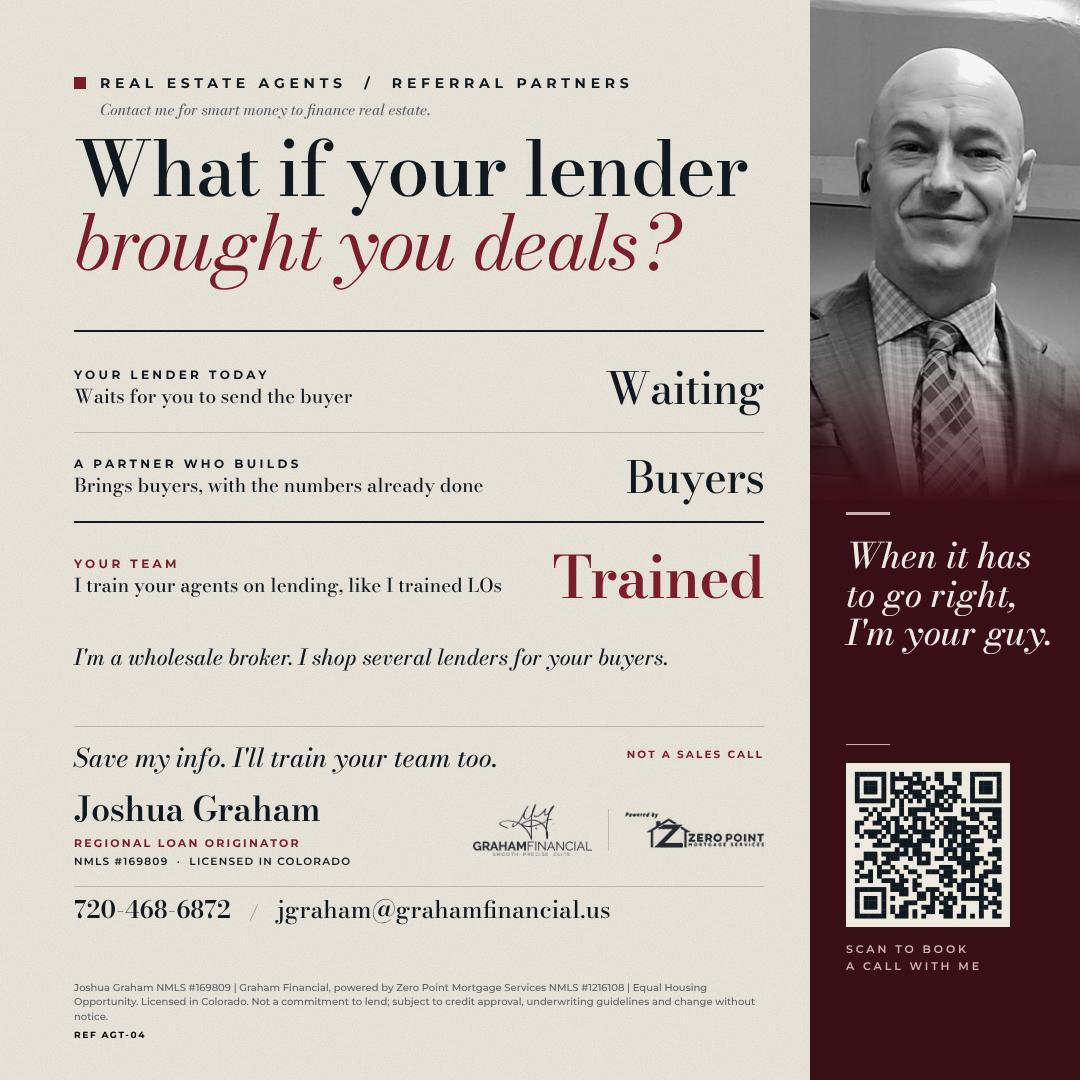 REAL ESTATE AGENTS / REFERRAL PARTNERS
Contact me for smart money to finance real estate.
What if your lender
brought you deals?
YOUR LENDER TODAY
Waits for you to send the buyer
Waiting
A PARTNER WHO BUILDS
Brings buyers, with the numbers already done
Buyers
YOUR TEAM
I train your agents on lending, like I trained LOs
Trained
I'm a wholesale broker. I shop several lenders for your buyers.
Save my info. I'll train your team too.
NOT A SALES CALL
Joshua Graham
REGIONAL LOAN ORIGINATOR
NMLS #169809 · LICENSED IN COLORADO
GRAHAMFINANCIAL
SMOOTH. PRECISE. ELITE.
Powered by
ZERO POINT
MORTGAGE SERVICES
720-468-6872 / jgraham@grahamfinancial.us
Joshua Graham NMLS #169809 | Graham Financial, powered by Zero Point Mortgage Services NMLS #1216108 | Equal Housing
Opportunity. Licensed in Colorado. Not a commitment to lend; subject to credit approval, underwriting guidelines and change without
notice.
REF AGT-04
When it has
to go right,
I'm your guy.
SCAN TO BOOK
A CALL WITH ME